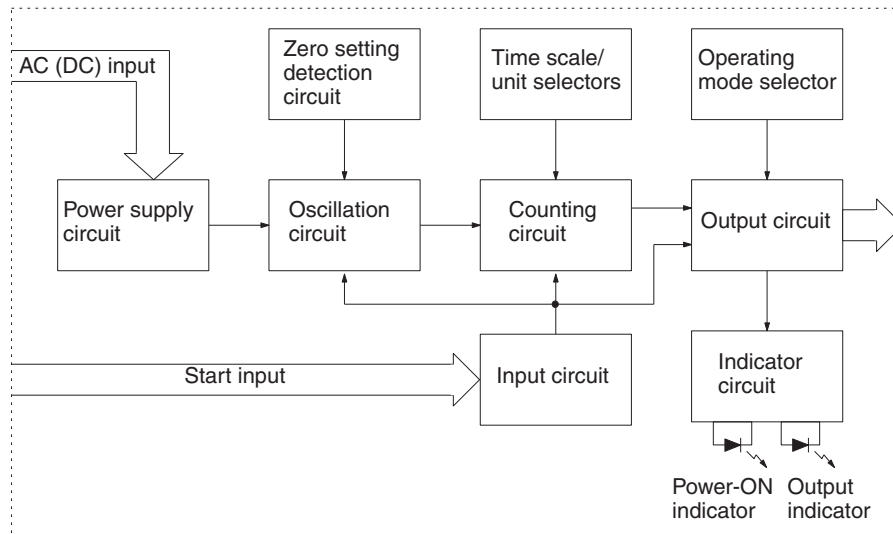 AC (DC) input
Zero setting
detection
circuit
Time scale/
unit selectors
Operating
mode selector
Power supply
circuit
Oscillation
circuit
Counting
circuit
Output circuit
Start input
Input circuit
Indicator
circuit
Power-ON
indicator
Output
indicator